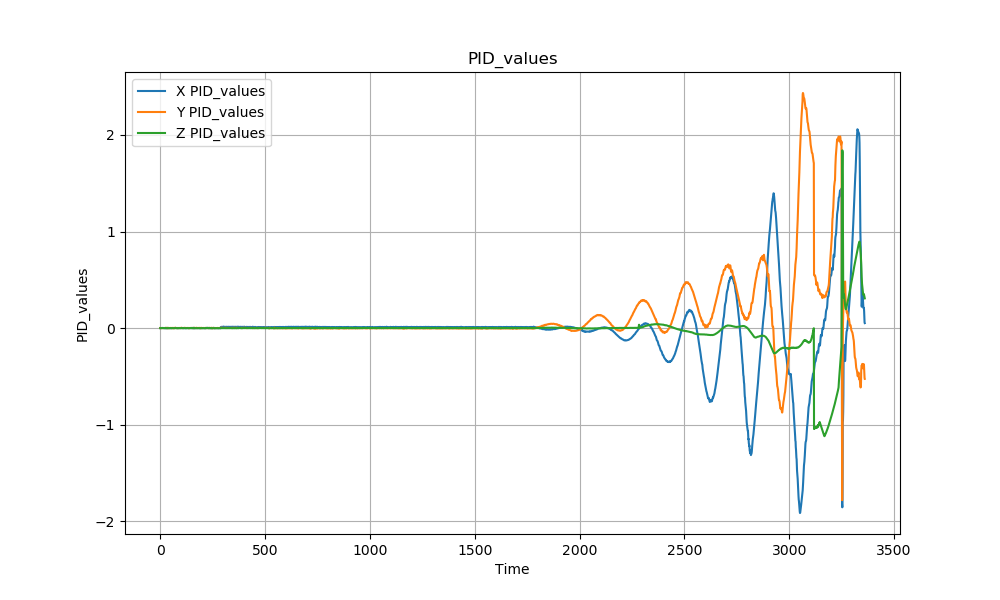 PID_values
X PID_values
Y PID_values
Z PID_values
PID_values
2
1
0
−1
−2
0 500 1000 1500 2000 2500 3000 3500
Time